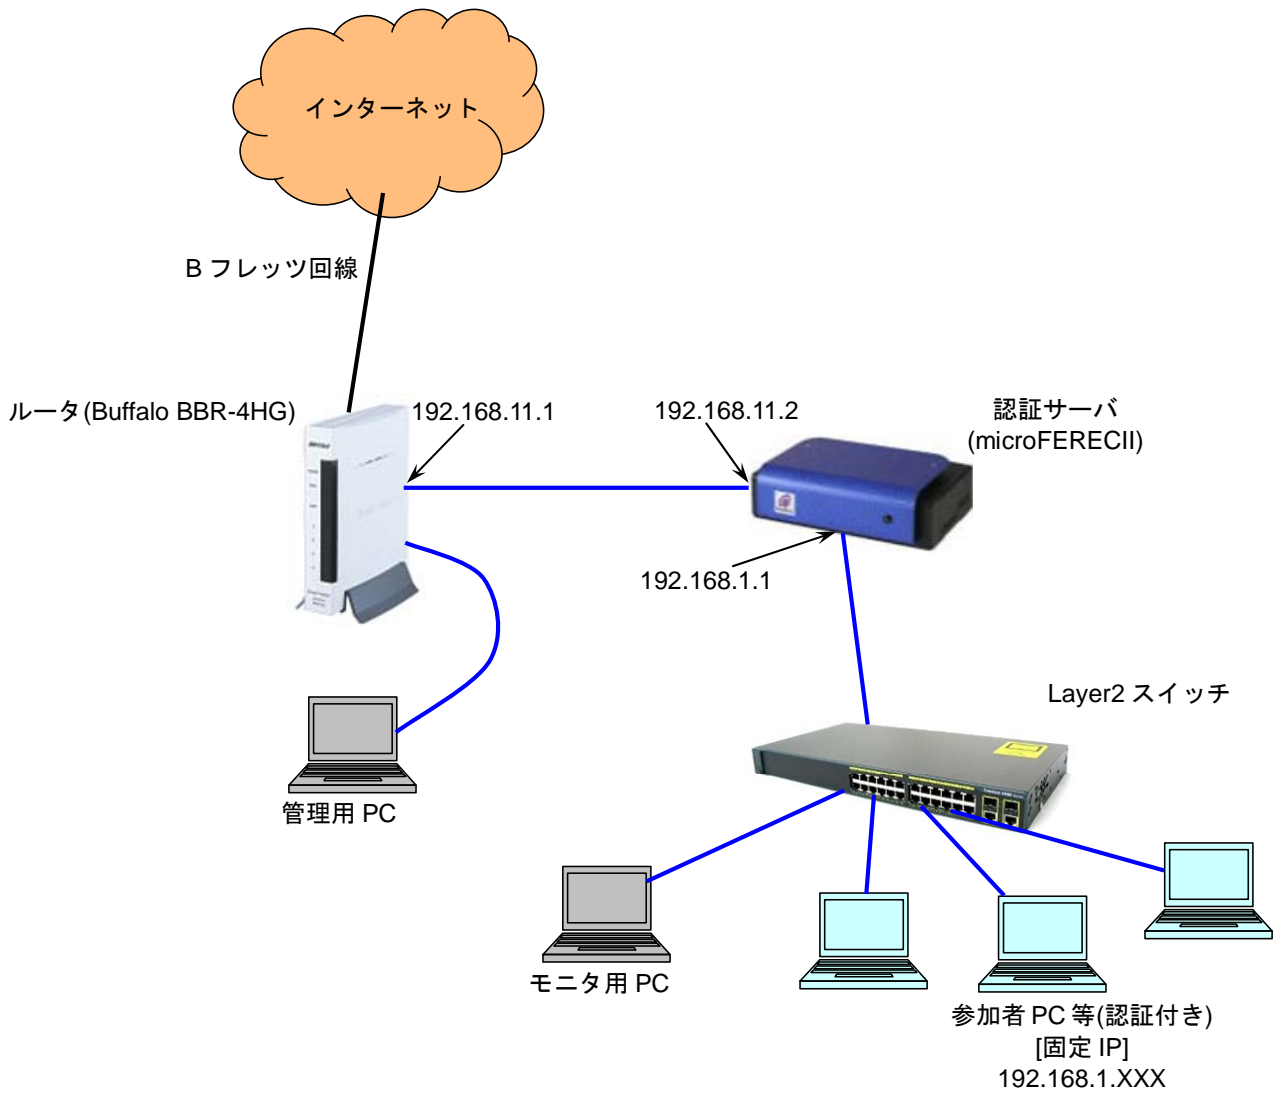 インターネット
B フレッツ回線
ルータ(Buffalo BBR-4HG)
192.168.11.1
192.168.11.2
認証サーバ
(microFERECII)
192.168.1.1
Layer2 スイッチ
管理用 PC
モニタ用 PC
参加者 PC 等(認証付き)
[固定 IP]
192.168.1.XXX